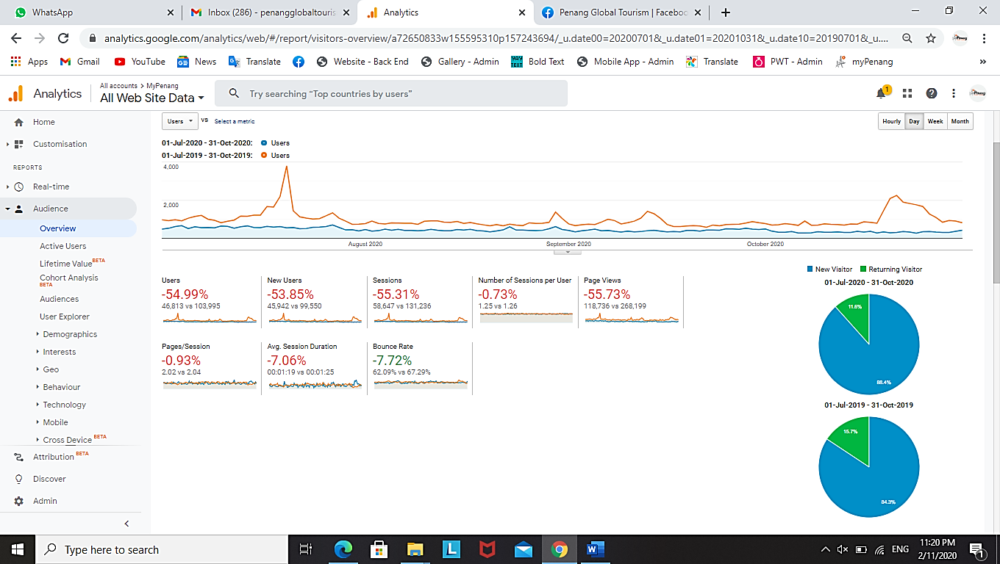 WhatsApp
Inbox (286) - penangglobaltouris
Analytics
Penang Global Tourism | Faceboo
analytics.google.com/analytics/web/#/report/visitors-overview/a72650833w155595310p157243694/_u.date00=20200701&_u.date01=20201031&_u.date10=20190701&_u....
Apps
Gmail
YouTube
News
Translate
Website - Back End
Gallery - Admin
Bold Text
Mobile App - Admin
Translate
PWT - Admin
myPenang
Analytics
All accounts > MyPenang
All Web Site Data
Try searching “Top countries by users”
1
Home
Customisation
REPORTS
Real-time
Audience
Overview
Active Users
Lifetime Value BETA
Cohort Analysis
BETA
Audiences
User Explorer
Demographics
Interests
Geo
Behaviour
Technology
Mobile
Cross Device BETA
Attribution BETA
Discover
Admin
Users VS Select a metric
Hourly Day Week Month
01-Jul-2020 - 31-Oct-2020: Users
01-Jul-2019 - 31-Oct-2019: Users
4,000
2,000
August 2020 September 2020 October 2020
Users
-54.99%
46,813 vs 103,995
New Users
-53.85%
45,942 vs 99,550
Sessions
-55.31%
58,647 vs 131,236
Number of Sessions per User
-0.73%
1.25 vs 1.26
Page Views
-55.73%
118,736 vs 268,199
Pages/Session
-0.93%
2.02 vs 2.04
Avg. Session Duration
-7.06%
00:01:19 vs 00:01:25
Bounce Rate
-7.72%
62.09% vs 67.29%
New Visitor Returning Visitor
01-Jul-2020 - 31-Oct-2020
11.6%
88.4%
01-Jul-2019 - 31-Oct-2019
15.7%
84.3%
Type here to search
ENG
11:20 PM
2/11/2020
1